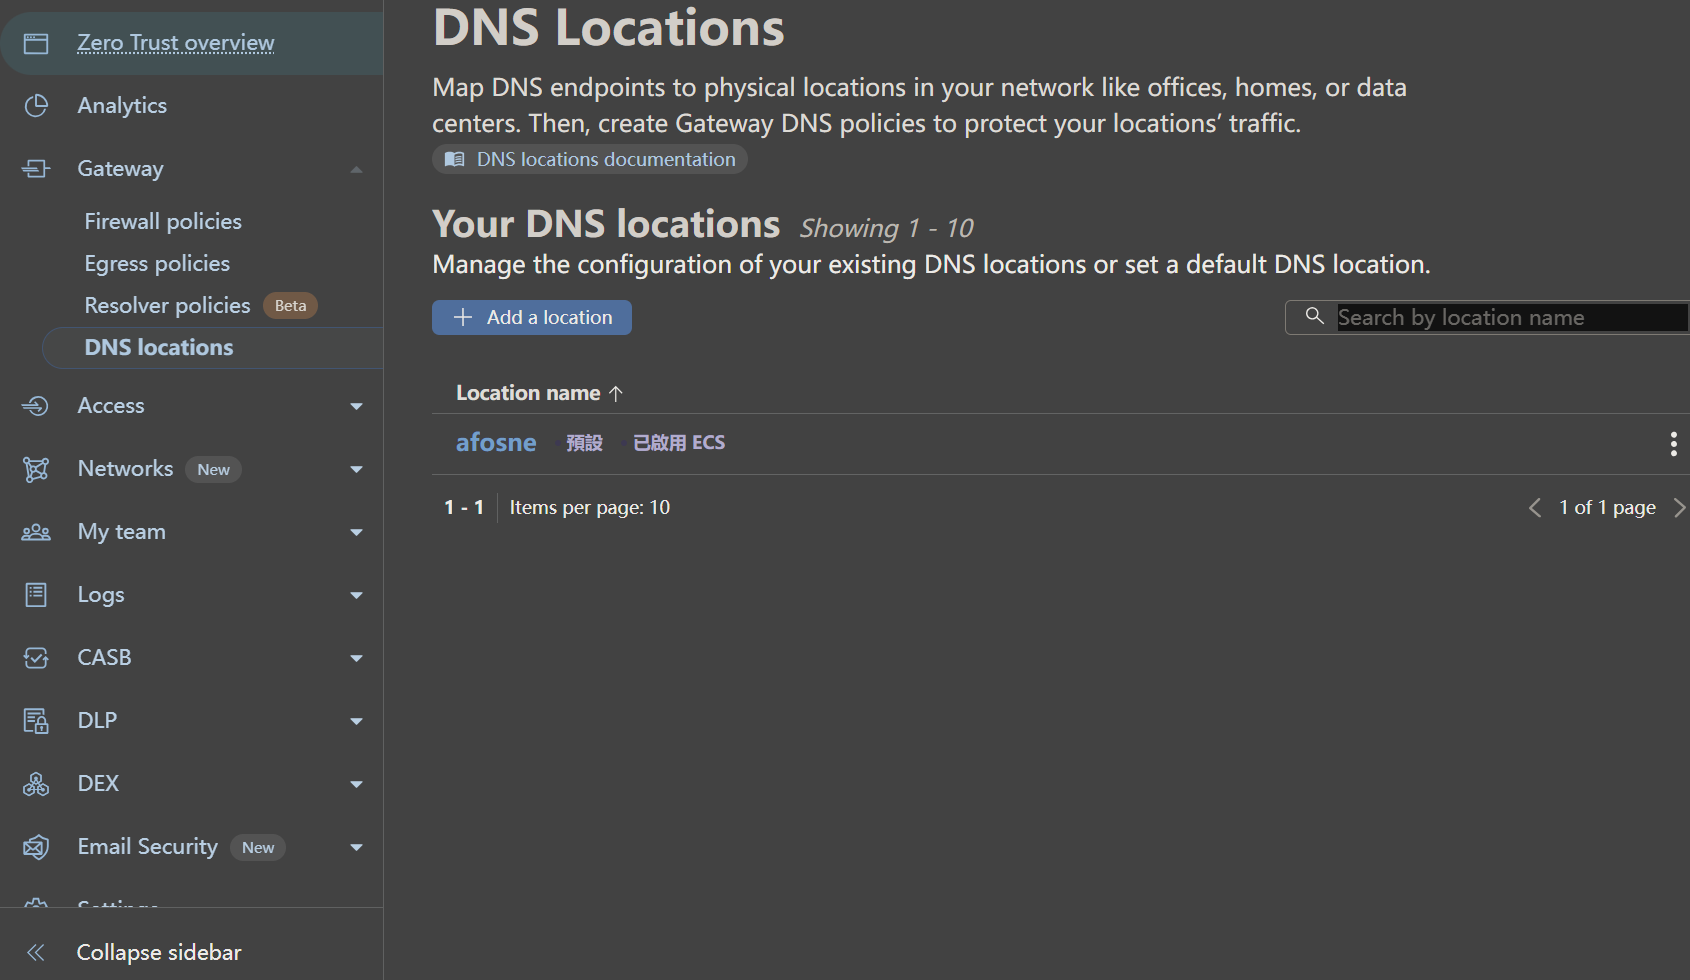 Zero Trust overview
Analytics
Gateway
Firewall policies
Egress policies
Resolver policies Beta
DNS locations
Access
Networks New
My team
Logs
CASB
DLP
DEX
Email Security New
Settings
Collapse sidebar
DNS Locations
Map DNS endpoints to physical locations in your network like offices, homes, or data
centers. Then, create Gateway DNS policies to protect your locations’ traffic.
DNS locations documentation
Your DNS locations Showing 1 - 10
Manage the configuration of your existing DNS locations or set a default DNS location.
Add a location
Search by location name
Location name
afosne 預設 已啟用 ECS
1 - 1 Items per page: 10
1 of 1 page